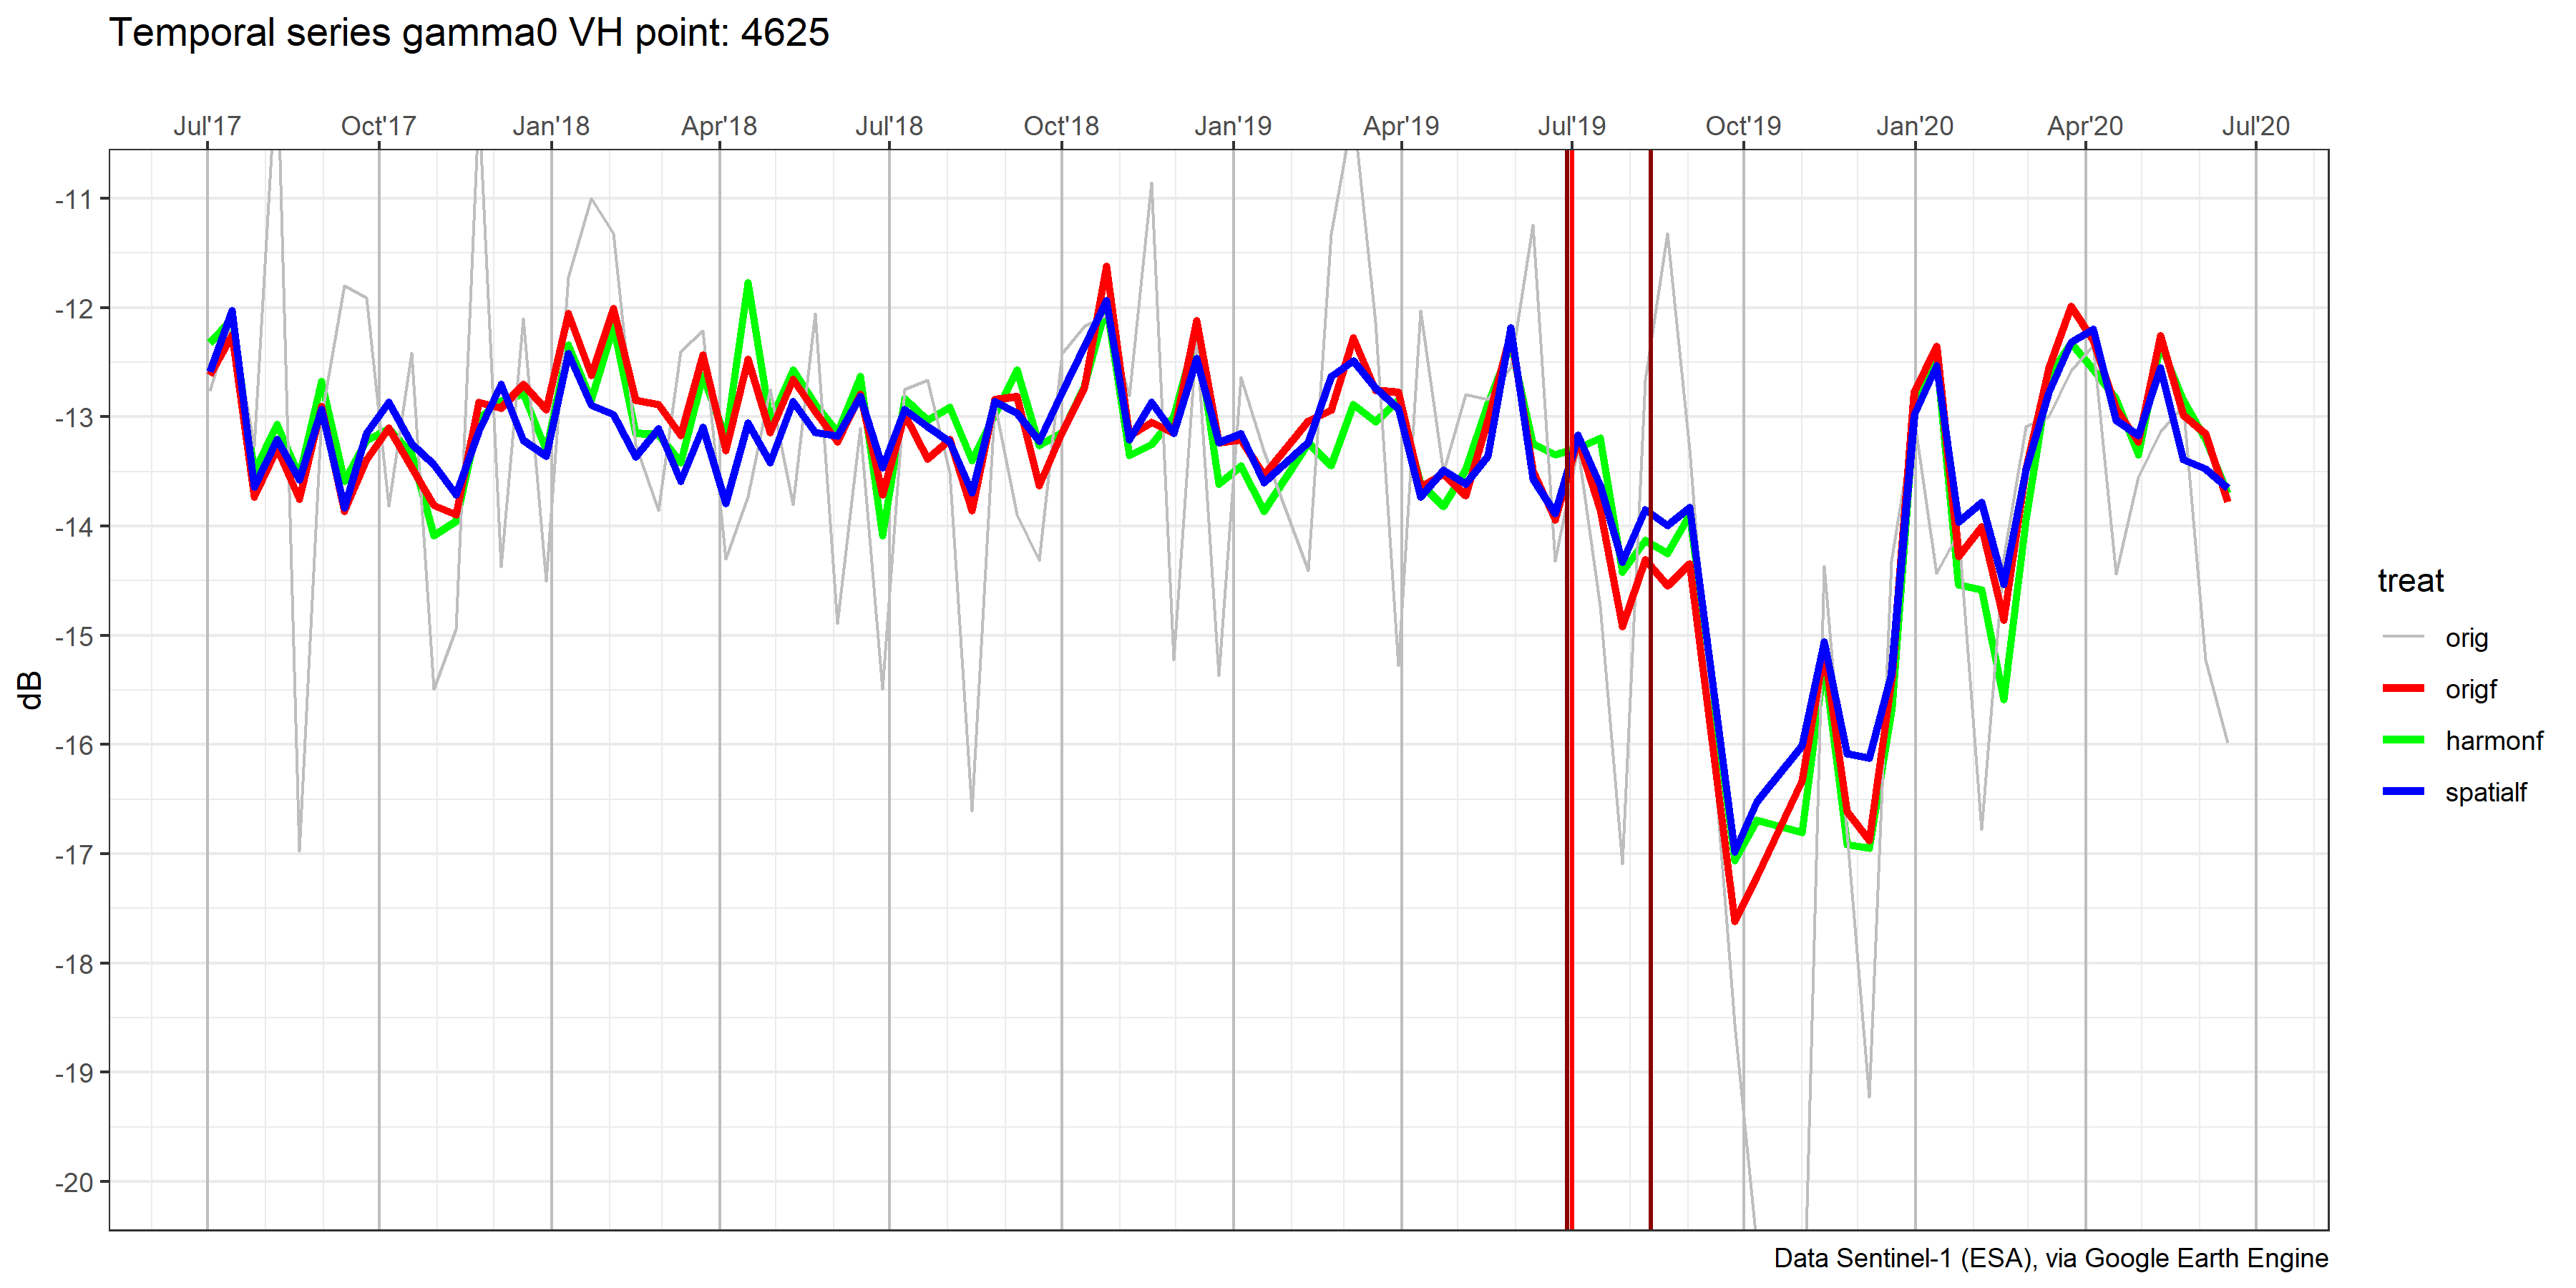 Temporal series gamma0 VH point: 4625
Jul'17 Oct'17 Jan'18 Apr'18 Jul'18 Oct'18 Jan'19 Apr'19 Jul'19 Oct'19 Jan'20 Apr'20 Jul'20
-11
-12
-13
-14
-15
-16
-17
-18
-19
-20
dB
treat
orig
origf
harmonf
spatialf
Data Sentinel-1 (ESA), via Google Earth Engine